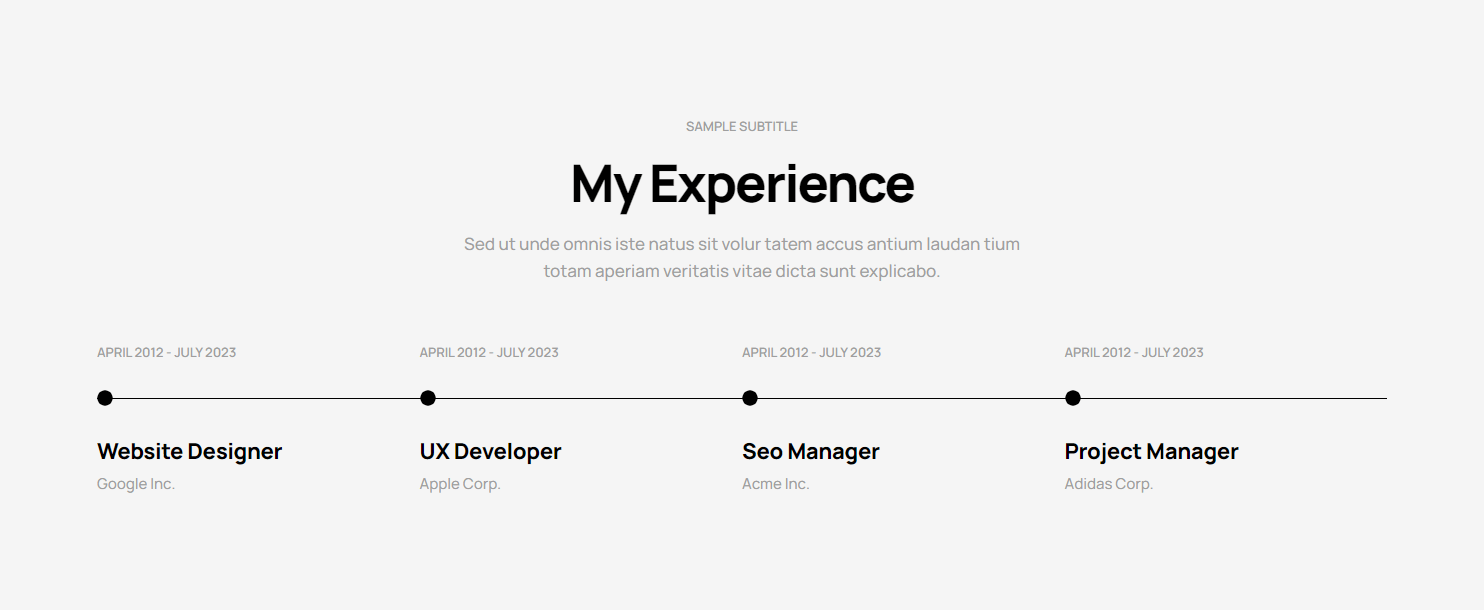 SAMPLE SUBTITLE
My Experience
Sed ut unde omnis iste natus sit volur tatem accus antium laudan tium
totam aperiam veritatis vitae dicta sunt explicabo.
APRIL 2012 - JULY 2023
APRIL 2012 - JULY 2023
APRIL 2012 - JULY 2023
APRIL 2012 - JULY 2023
Website Designer
UX Developer
Seo Manager
Project Manager
Google Inc.
Apple Corp.
Acme Inc.
Adidas Corp.